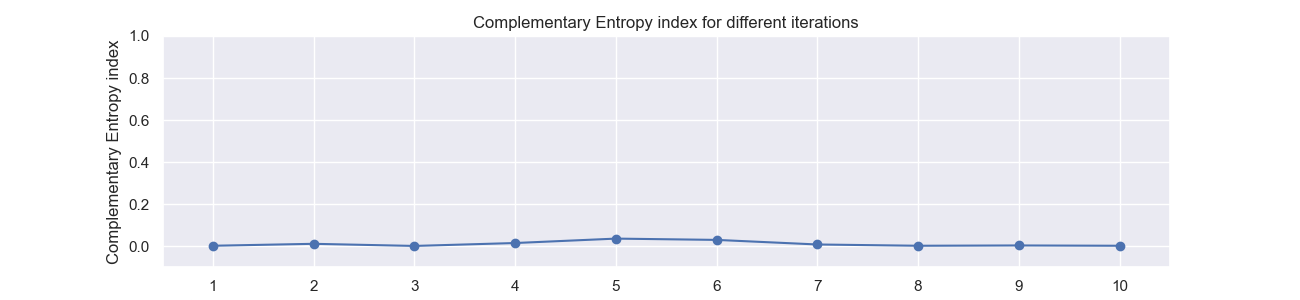 Complementary Entropy index for different iterations
Complementary Entropy index
1.0
0.8
0.6
0.4
0.2
0.0
1 2 3 4 5 6 7 8 9 10